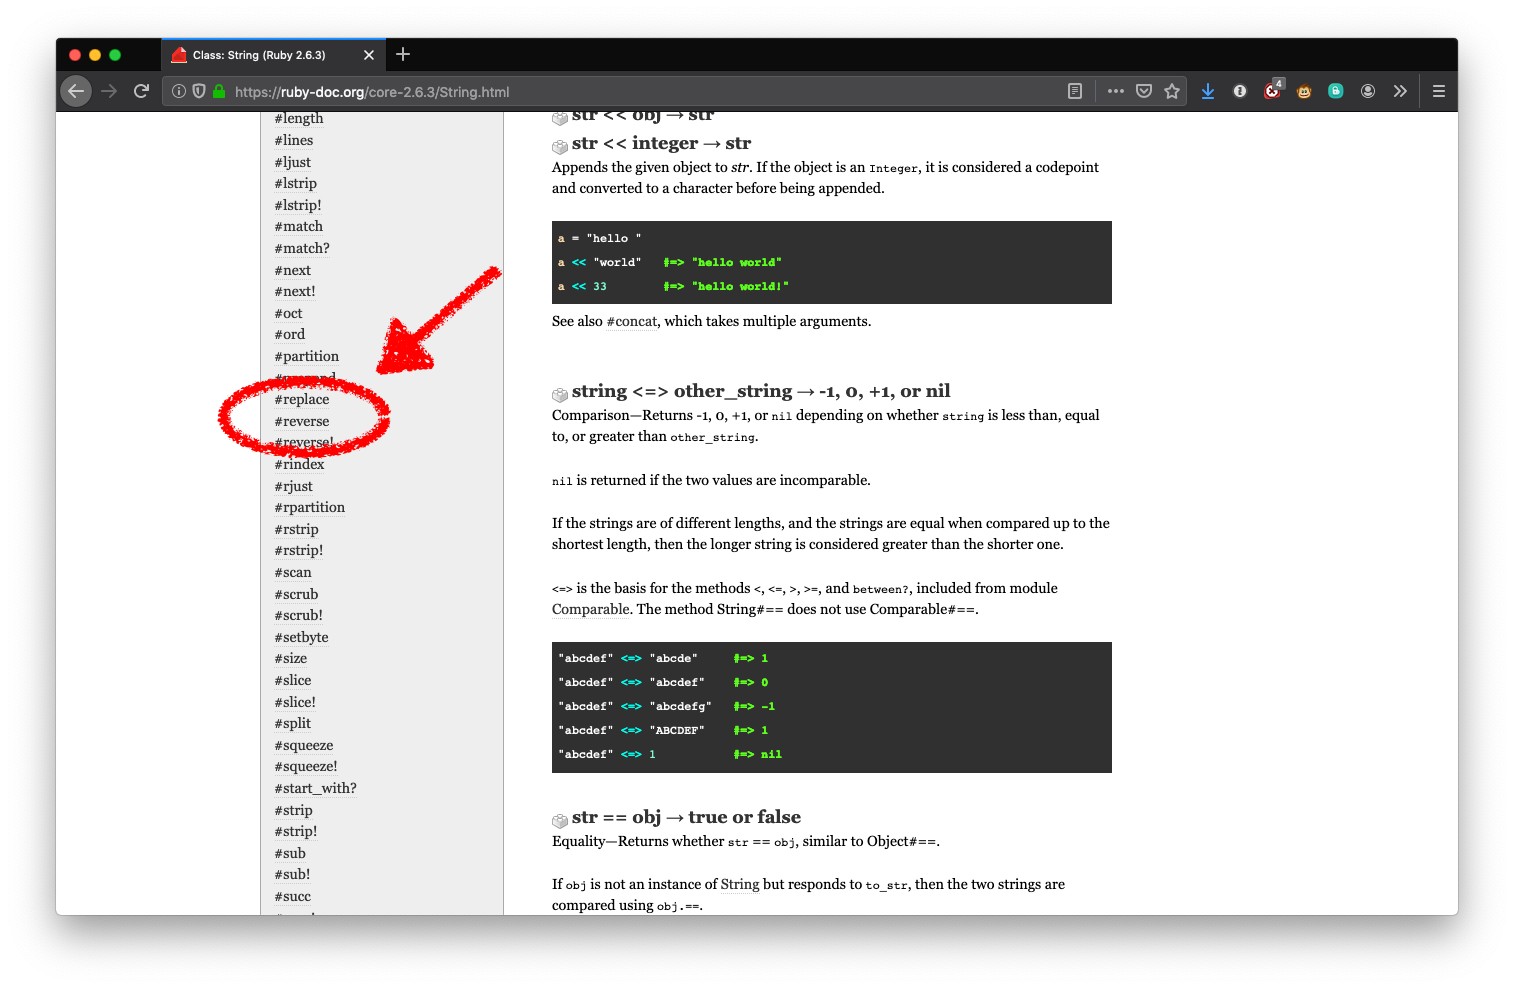 Class: String (Ruby 2.6.3)
https://ruby-doc.org/core-2.6.3/String.html
4
#length
#lines
#ljust
#lstrip
#lstrip!
#match
#match?
#next
#next!
#oct
#ord
#partition
#prepend
#replace
#reverse
#reverse!
#rindex
#rjust
#rpartition
#rstrip
#rstrip!
#scan
#scrub
#scrub!
#setbyte
#size
#slice
#slice!
#split
#squeeze
#squeeze!
#start_with?
#strip
#strip!
#sub
#sub!
#succ
str << obj → str
str << integer → str
Appends the given object to str. If the object is an Integer, it is considered a codepoint
and converted to a character before being appended.
a = "hello "
a << "world"   #=> "hello world"
a << 33        #=> "hello world!"
See also #concat, which takes multiple arguments.
string <=> other_string → -1, 0, +1, or nil
Comparison—Returns -1, 0, +1, or nil depending on whether string is less than, equal
to, or greater than other_string.
nil is returned if the two values are incomparable.
If the strings are of different lengths, and the strings are equal when compared up to the
shortest length, then the longer string is considered greater than the shorter one.
<=> is the basis for the methods <, <=, >, >=, and between?, included from module
Comparable. The method String#== does not use Comparable#==.
"abcdef" <=> "abcde"     #=> 1
"abcdef" <=> "abcdef"    #=> 0
"abcdef" <=> "abcdefg"   #=> -1
"abcdef" <=> "ABCDEF"    #=> 1
"abcdef" <=> 1           #=> nil
str == obj → true or false
Equality—Returns whether str == obj, similar to Object#==.
If obj is not an instance of String but responds to to_str, then the two strings are
compared using obj.==.